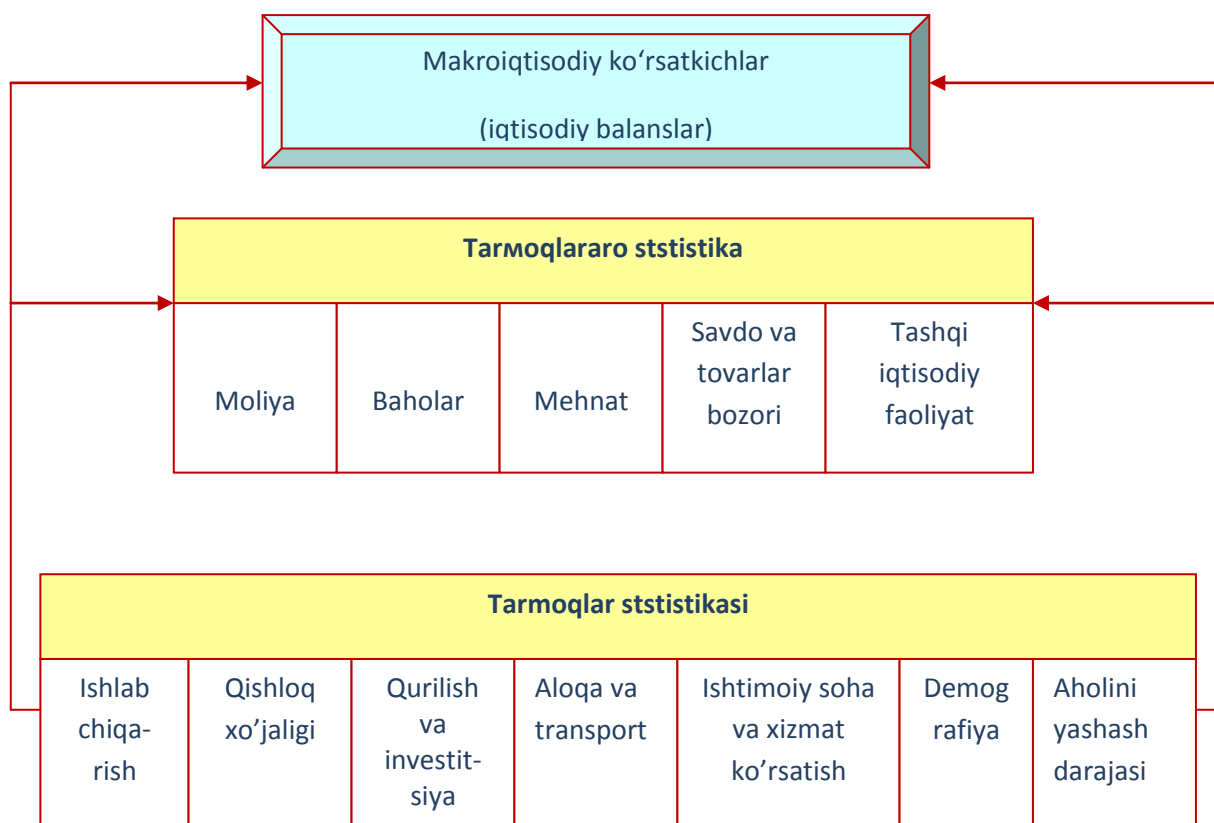 Makroiqtisodiy ko‘rsatkichlar
(iqtisodiy balanslar)
Tarмoqlararo ststistika
Moliya
Baholar
Mehnat
Savdo va
tovarlar
bozori
Tashqi
iqtisodiy
faoliyat
Tarmoqlar ststistikasi
Ishlab
chiqa-
rish
Qishloq
xo’jaligi
Qurilish
va
investit-
siya
Aloqa va
transport
Ishtimoiy soha
va xizmat
ko’rsatish
Demog
rafiya
Aholini
yashash
darajasi